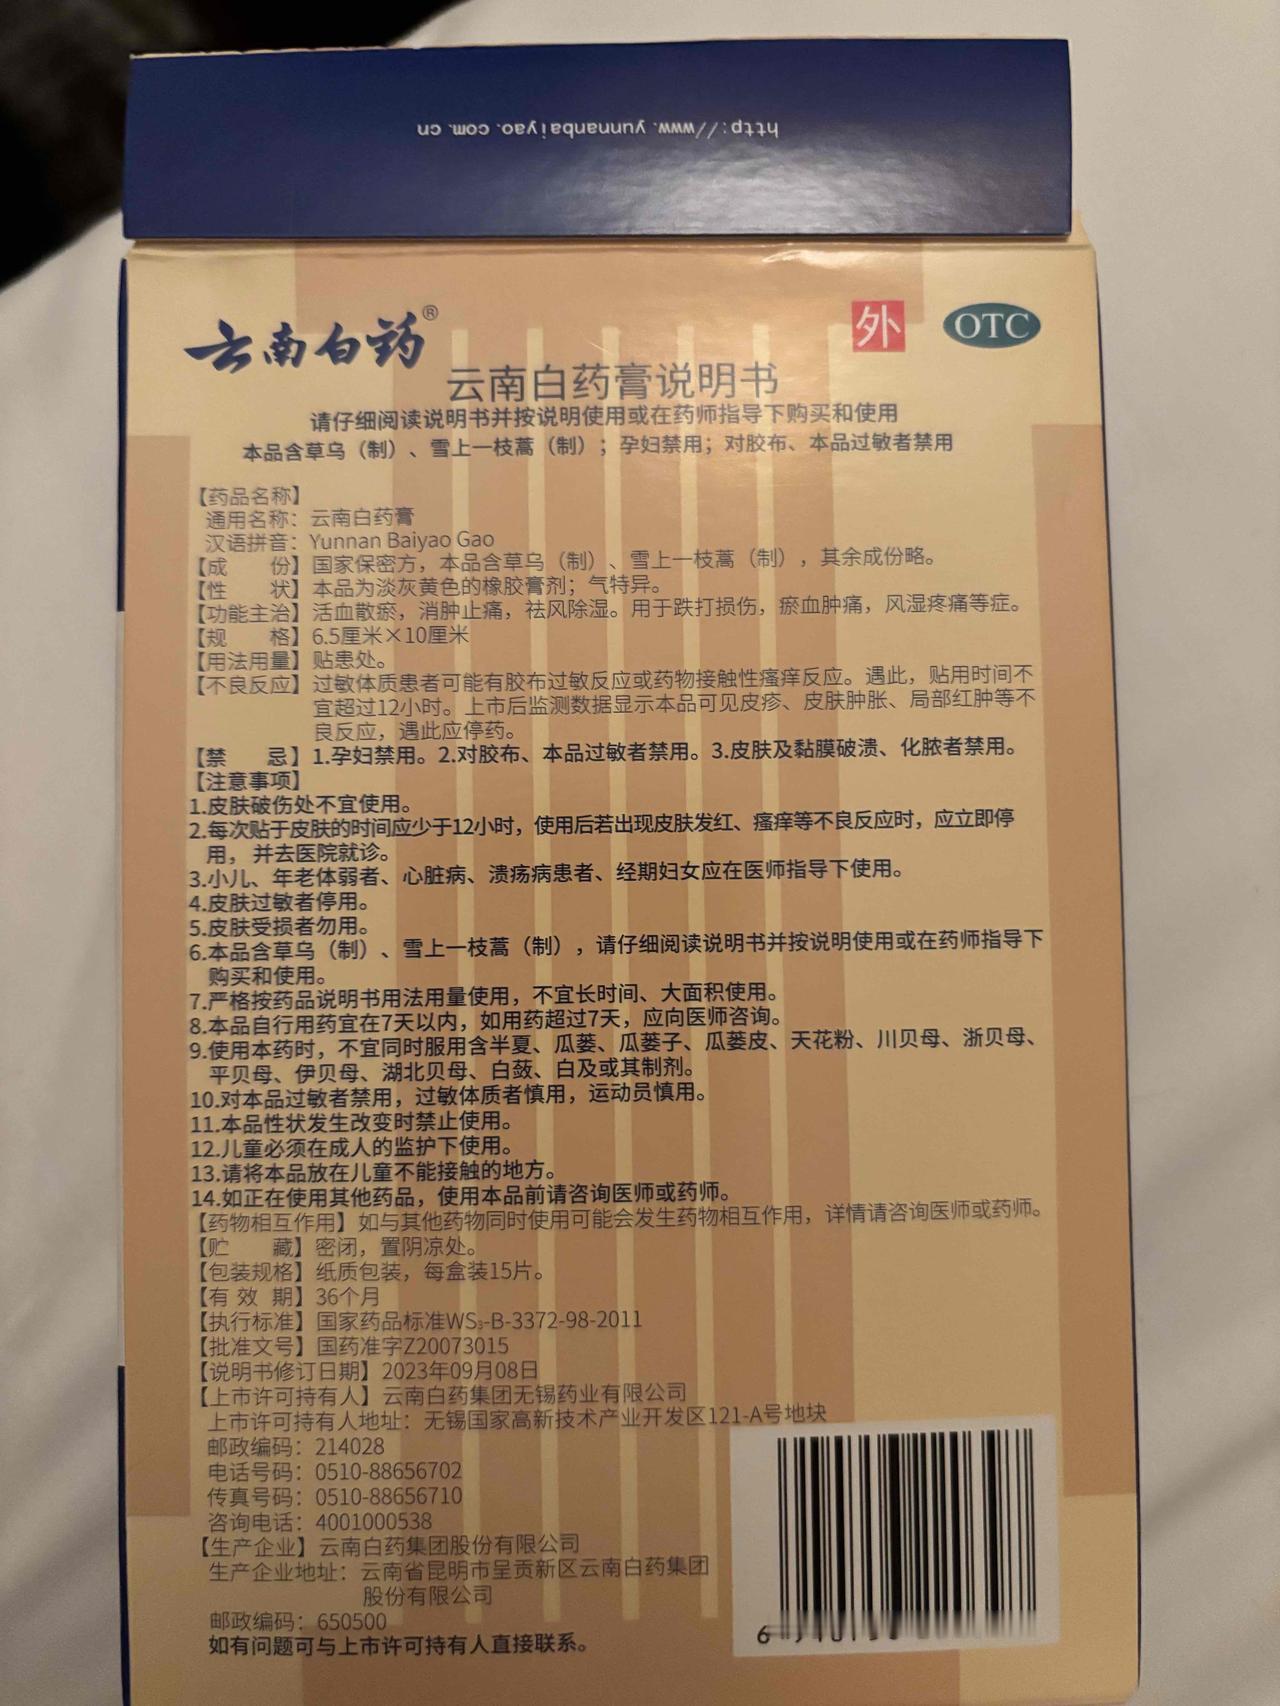 http://www.yunnanbaiyao.com.cn
云南白药®
外
OTC
云南白药膏说明书
请仔细阅读说明书并按说明使用或在药师指导下购买和使用
本品含草乌（制）、雪上一枝蒿（制）；孕妇禁用；对胶布、本品过敏者禁用
【药品名称】
通用名称：云南白药膏
汉语拼音：Yunnan Baiyao Gao
【成 份】国家保密方，本品含草乌（制）、雪上一枝蒿（制），其余成份略。
【性 状】本品为淡灰黄色的橡胶膏剂；气特异。
【功能主治】活血散瘀，消肿止痛，祛风除湿。用于跌打损伤，瘀血肿痛，风湿疼痛等症。
【规 格】6.5厘米×10厘米
【用法用量】贴患处。
【不良反应】过敏体质患者可能有胶布过敏反应或药物接触性瘙痒反应。遇此，贴用时间不
宜超过12小时。上市后监测数据显示本品可见皮疹、皮肤肿胀、局部红肿等不
良反应，遇此应停药。
【禁 忌】1.孕妇禁用。2.对胶布、本品过敏者禁用。3.皮肤及黏膜破溃、化脓者禁用。
【注意事项】
1.皮肤破伤处不宜使用。
2.每次贴于皮肤的时间应少于12小时，使用后若出现皮肤发红、瘙痒等不良反应时，应立即停
用，并去医院就诊。
3.小儿、年老体弱者、心脏病、溃疡病患者、经期妇女应在医师指导下使用。
4.皮肤过敏者停用。
5.皮肤受损者勿用。
6.本品含草乌（制）、雪上一枝蒿（制），请仔细阅读说明书并按说明使用或在药师指导下
购买和使用。
7.严格按药品说明书用法用量使用，不宜长时间、大面积使用。
8.本品自行用药宜在7天以内，如用药超过7天，应向医师咨询。
9.使用本药时，不宜同时服用含半夏、瓜蒌、瓜蒌子、瓜蒌皮、天花粉、川贝母、浙贝母、
平贝母、伊贝母、湖北贝母、白蔹、白及或其制剂。
10.对本品过敏者禁用，过敏体质者慎用，运动员慎用。
11.本品性状发生改变时禁止使用。
12.儿童必须在成人的监护下使用。
13.请将本品放在儿童不能接触的地方。
14.如正在使用其他药品，使用本品前请咨询医师或药师。
【药物相互作用】如与其他药物同时使用可能会发生药物相互作用，详情请咨询医师或药师。
【贮 藏】密闭，置阴凉处。
【包装规格】纸质包装，每盒装15片。
【有 效 期】36个月
【执行标准】国家药品标准WS₃-B-3372-98-2011
【批准文号】国药准字Z20073015
【说明书修订日期】2023年09月08日
【上市许可持有人】云南白药集团无锡药业有限公司
上市许可持有人地址：无锡国家高新技术产业开发区121-A号地块
邮政编码：214028
电话号码：0510-88656702
传真号码：0510-88656710
咨询电话：4001000538
【生产企业】云南白药集团股份有限公司
生产企业地址：云南省昆明市呈贡新区云南白药集团
股份有限公司
邮政编码：650500
如有问题可与上市许可持有人直接联系。